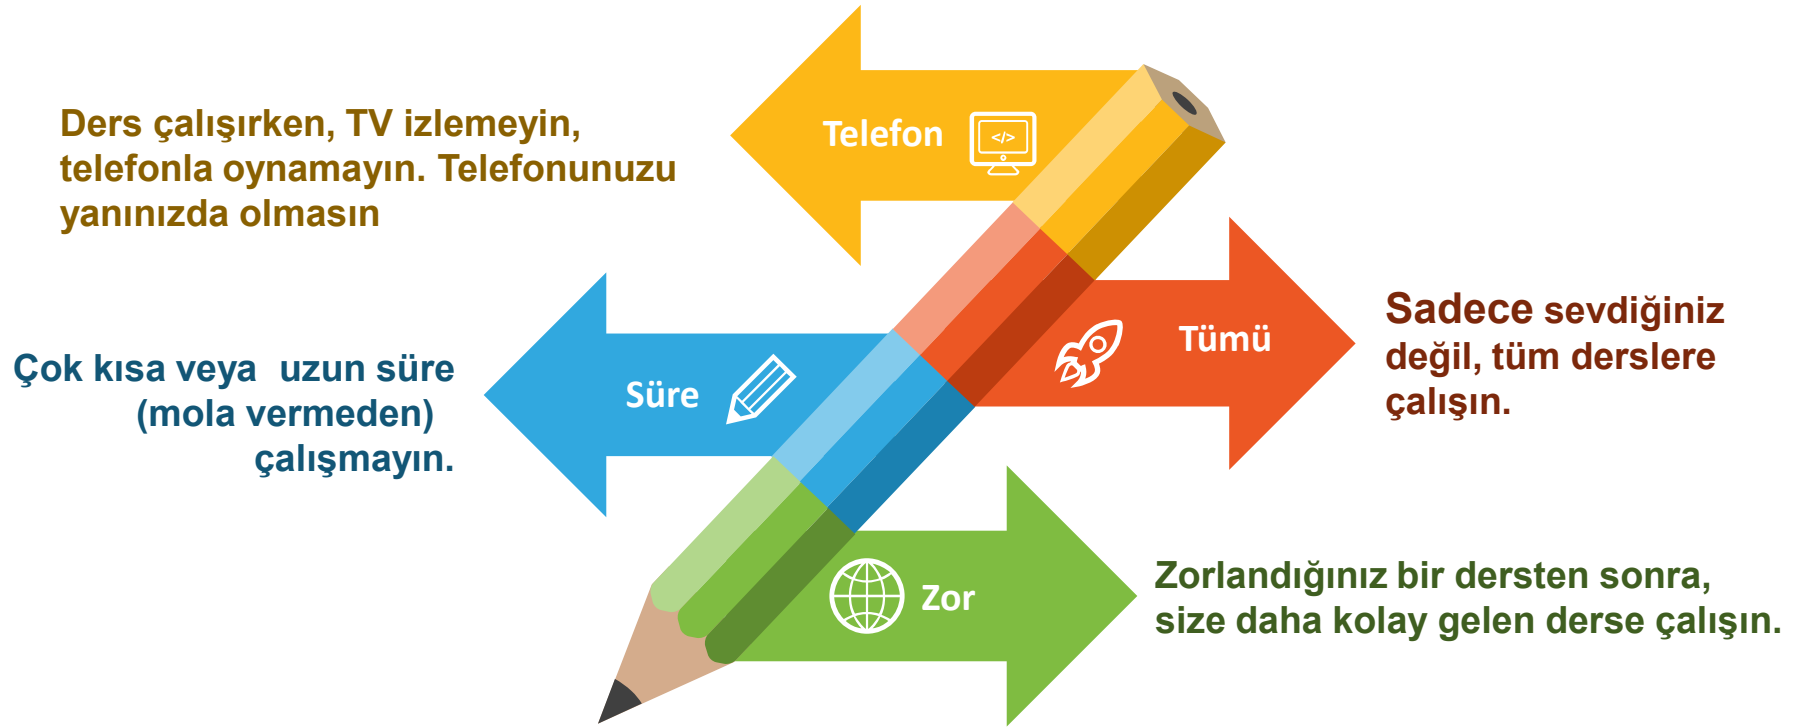 Telefon </>
Ders çalışırken, TV izlemeyin,
telefonla oynamayın. Telefonunuzu
yanınızda olmasın
Tümü
Sadece sevdiğiniz
değil, tüm derslere
çalışın.
Süre
Çok kısa veya  uzun süre
(mola vermeden)
çalışmayın.
Zor
Zorlandığınız bir dersten sonra,
size daha kolay gelen derse çalışın.